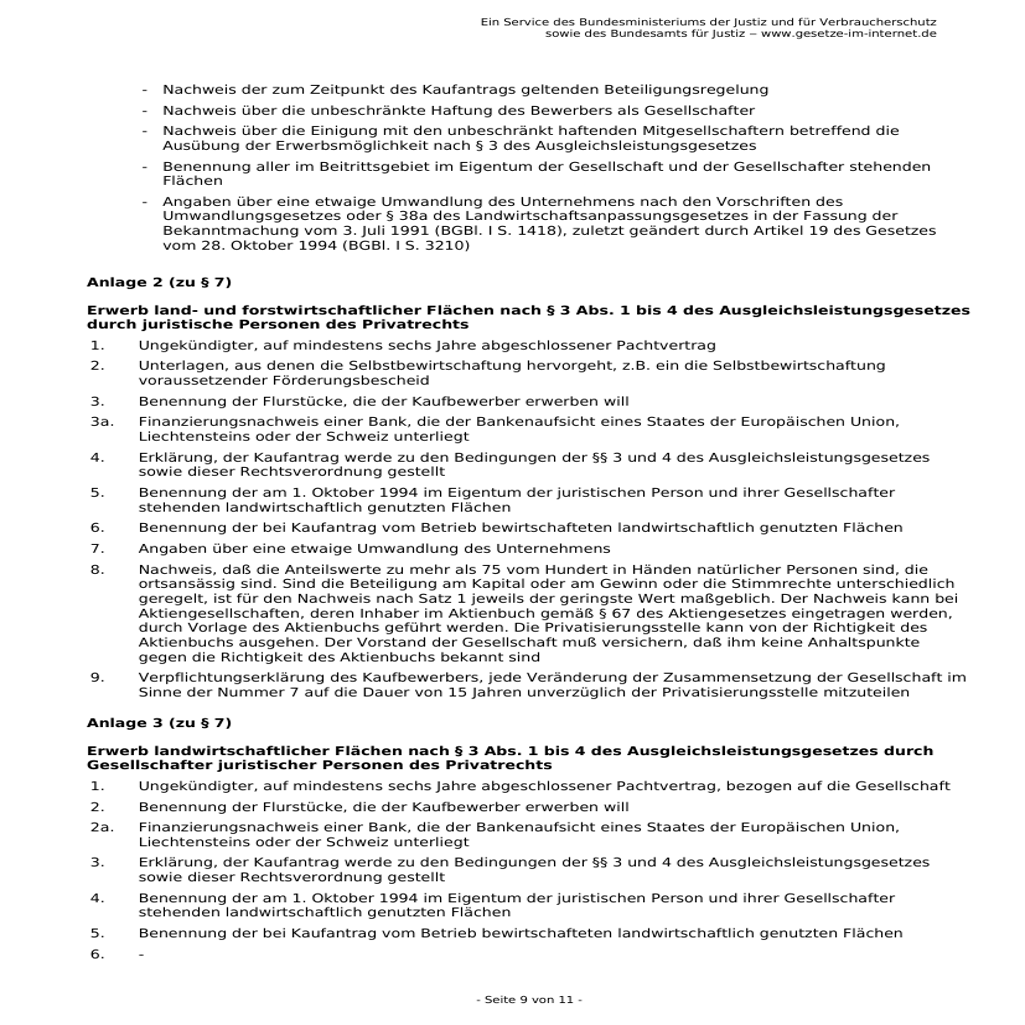 Ein Service des Bundesministeriums der Justiz und für Verbraucherschutz
sowie des Bundesamts für Justiz – www.gesetze-im-internet.de
- Nachweis der zum Zeitpunkt des Kaufantrags geltenden Beteiligungsregelung
- Nachweis über die unbeschränkte Haftung des Bewerbers als Gesellschafter
- Nachweis über die Einigung mit den unbeschränkt haftenden Mitgesellschaftern betreffend die
Ausübung der Erwerbsmöglichkeit nach § 3 des Ausgleichsleistungsgesetzes
- Benennung aller im Beitrittsgebiet im Eigentum der Gesellschaft und der Gesellschafter stehenden
Flächen
- Angaben über eine etwaige Umwandlung des Unternehmens nach den Vorschriften des
Umwandlungsgesetzes oder § 38a des Landwirtschaftsanpassungsgesetzes in der Fassung der
Bekanntmachung vom 3. Juli 1991 (BGBl. I S. 1418), zuletzt geändert durch Artikel 19 des Gesetzes
vom 28. Oktober 1994 (BGBl. I S. 3210)
Anlage 2 (zu § 7)
Erwerb land- und forstwirtschaftlicher Flächen nach § 3 Abs. 1 bis 4 des Ausgleichsleistungsgesetzes
durch juristische Personen des Privatrechts
1. Ungekündigter, auf mindestens sechs Jahre abgeschlossener Pachtvertrag
2. Unterlagen, aus denen die Selbstbewirtschaftung hervorgeht, z.B. ein die Selbstbewirtschaftung
voraussetzender Förderungsbescheid
3. Benennung der Flurstücke, die der Kaufbewerber erwerben will
3a. Finanzierungsnachweis einer Bank, die der Bankenaufsicht eines Staates der Europäischen Union,
Liechtensteins oder der Schweiz unterliegt
4. Erklärung, der Kaufantrag werde zu den Bedingungen der §§ 3 und 4 des Ausgleichsleistungsgesetzes
sowie dieser Rechtsverordnung gestellt
5. Benennung der am 1. Oktober 1994 im Eigentum der juristischen Person und ihrer Gesellschafter
stehenden landwirtschaftlich genutzten Flächen
6. Benennung der bei Kaufantrag vom Betrieb bewirtschafteten landwirtschaftlich genutzten Flächen
7. Angaben über eine etwaige Umwandlung des Unternehmens
8. Nachweis, daß die Anteilswerte zu mehr als 75 vom Hundert in Händen natürlicher Personen sind, die
ortsansässig sind. Sind die Beteiligung am Kapital oder am Gewinn oder die Stimmrechte unterschiedlich
geregelt, ist für den Nachweis nach Satz 1 jeweils der geringste Wert maßgeblich. Der Nachweis kann bei
Aktiengesellschaften, deren Inhaber im Aktienbuch gemäß § 67 des Aktiengesetzes eingetragen werden,
durch Vorlage des Aktienbuchs geführt werden. Die Privatisierungsstelle kann von der Richtigkeit des
Aktienbuchs ausgehen. Der Vorstand der Gesellschaft muß versichern, daß ihm keine Anhaltspunkte
gegen die Richtigkeit des Aktienbuchs bekannt sind
9. Verpflichtungserklärung des Kaufbewerbers, jede Veränderung der Zusammensetzung der Gesellschaft im
Sinne der Nummer 7 auf die Dauer von 15 Jahren unverzüglich der Privatisierungsstelle mitzuteilen
Anlage 3 (zu § 7)
Erwerb landwirtschaftlicher Flächen nach § 3 Abs. 1 bis 4 des Ausgleichsleistungsgesetzes durch
Gesellschafter juristischer Personen des Privatrechts
1. Ungekündigter, auf mindestens sechs Jahre abgeschlossener Pachtvertrag, bezogen auf die Gesellschaft
2. Benennung der Flurstücke, die der Kaufbewerber erwerben will
2a. Finanzierungsnachweis einer Bank, die der Bankenaufsicht eines Staates der Europäischen Union,
Liechtensteins oder der Schweiz unterliegt
3. Erklärung, der Kaufantrag werde zu den Bedingungen der §§ 3 und 4 des Ausgleichsleistungsgesetzes
sowie dieser Rechtsverordnung gestellt
4. Benennung der am 1. Oktober 1994 im Eigentum der juristischen Person und ihrer Gesellschafter
stehenden landwirtschaftlich genutzten Flächen
5. Benennung der bei Kaufantrag vom Betrieb bewirtschafteten landwirtschaftlich genutzten Flächen
6. -
- Seite 9 von 11 -